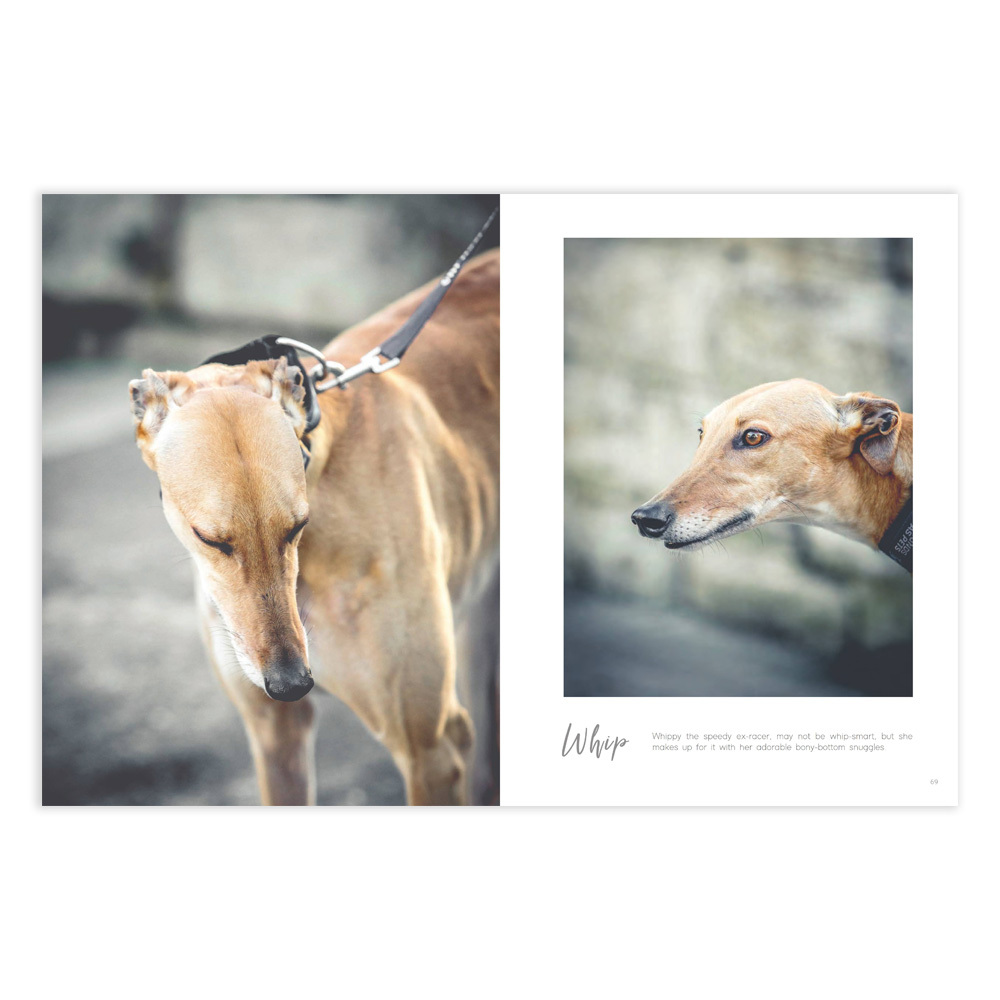 Whip
Whippy the speedy ex-racer, may not be whip-smart, but she
makes up for it with her adorable bony-bottom snuggles.